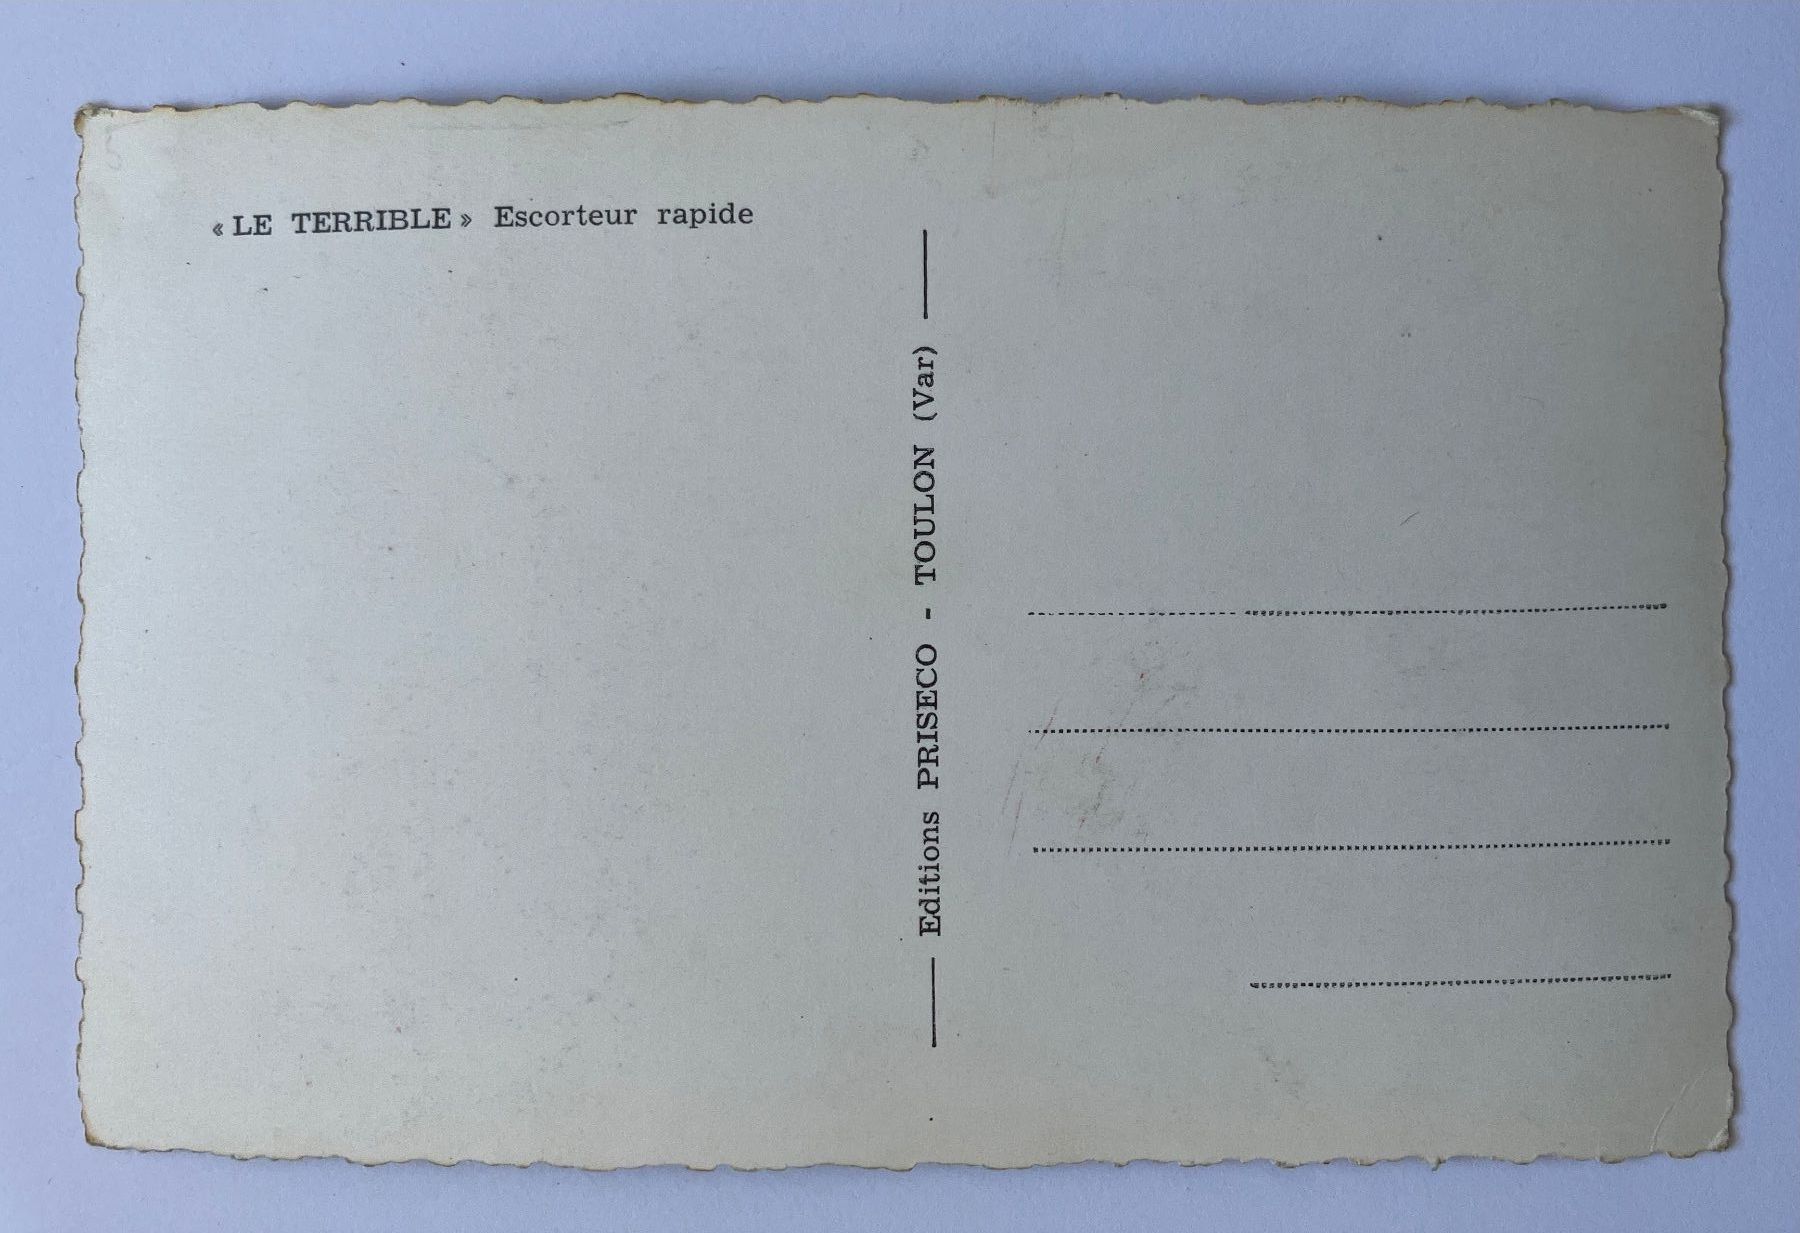 « LE TERRIBLE » Escorteur rapide
Editions PRISECO - TOULON (Var)